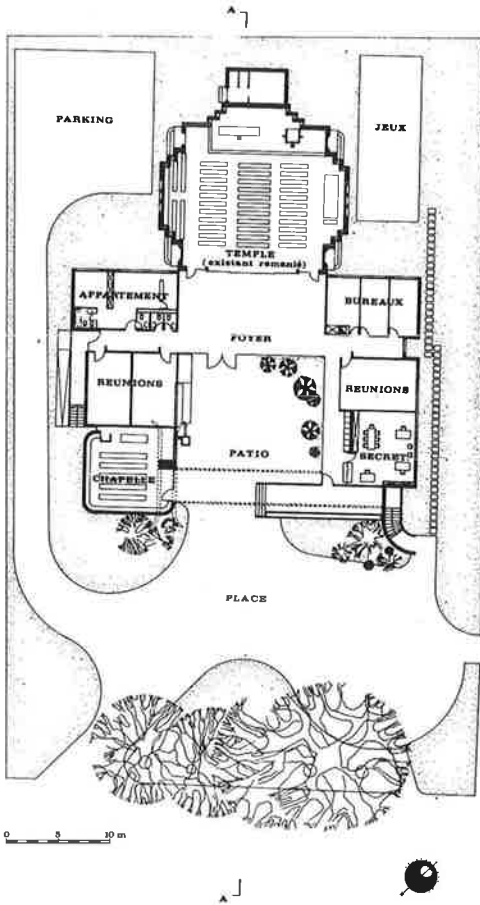 A
PARKING
JEUX
TEMPLE
(existant remanié)
APPARTEMENT
BUREAUX
FOYER
REUNIONS
REUNIONS
PATIO
SECRET
CHAPELLE
PLACE
0 5 10 m
A